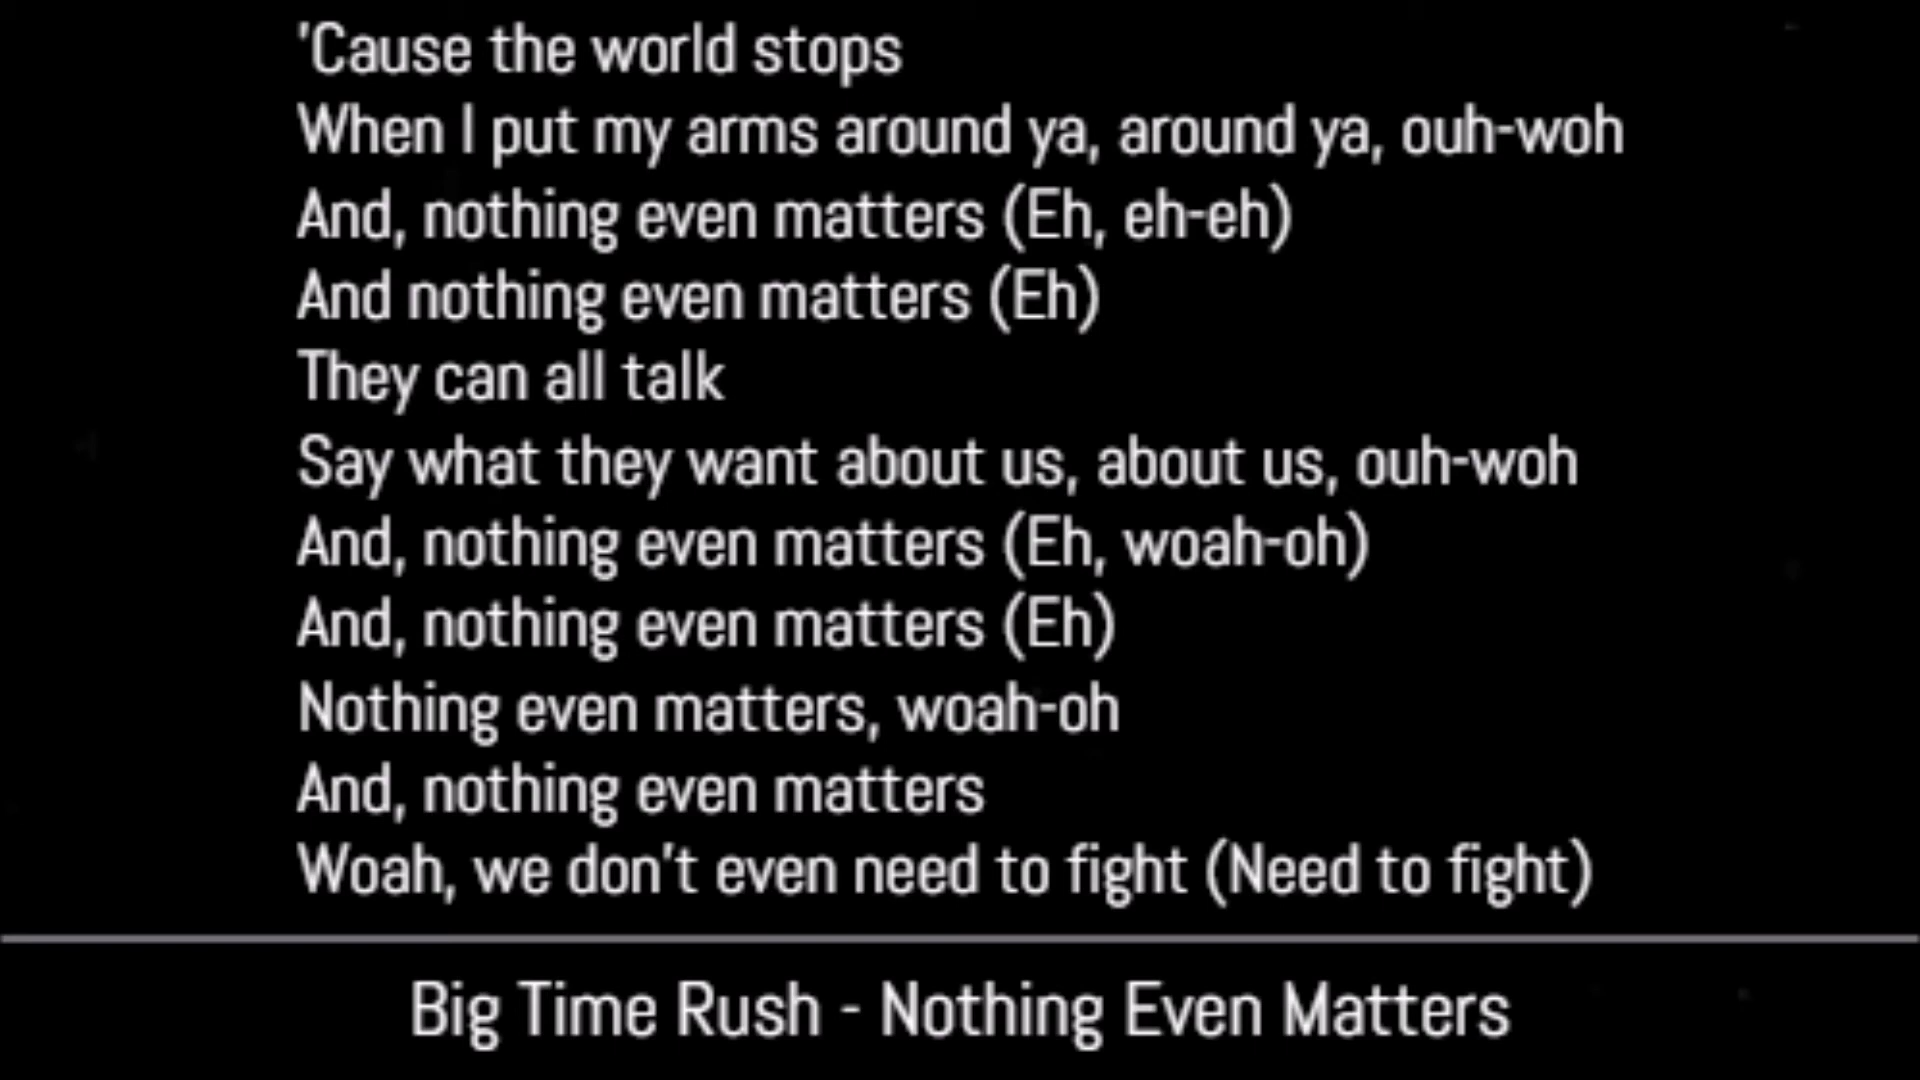 'Cause the world stops
When I put my arms around ya, around ya, ouh-woh
And, nothing even matters (Eh, eh-eh)
And nothing even matters (Eh)
They can all talk
Say what they want about us, about us, ouh-woh
And, nothing even matters (Eh, woah-oh)
And, nothing even matters (Eh)
Nothing even matters, woah-oh
And, nothing even matters
Woah, we don't even need to fight (Need to fight)
Big Time Rush - Nothing Even Matters